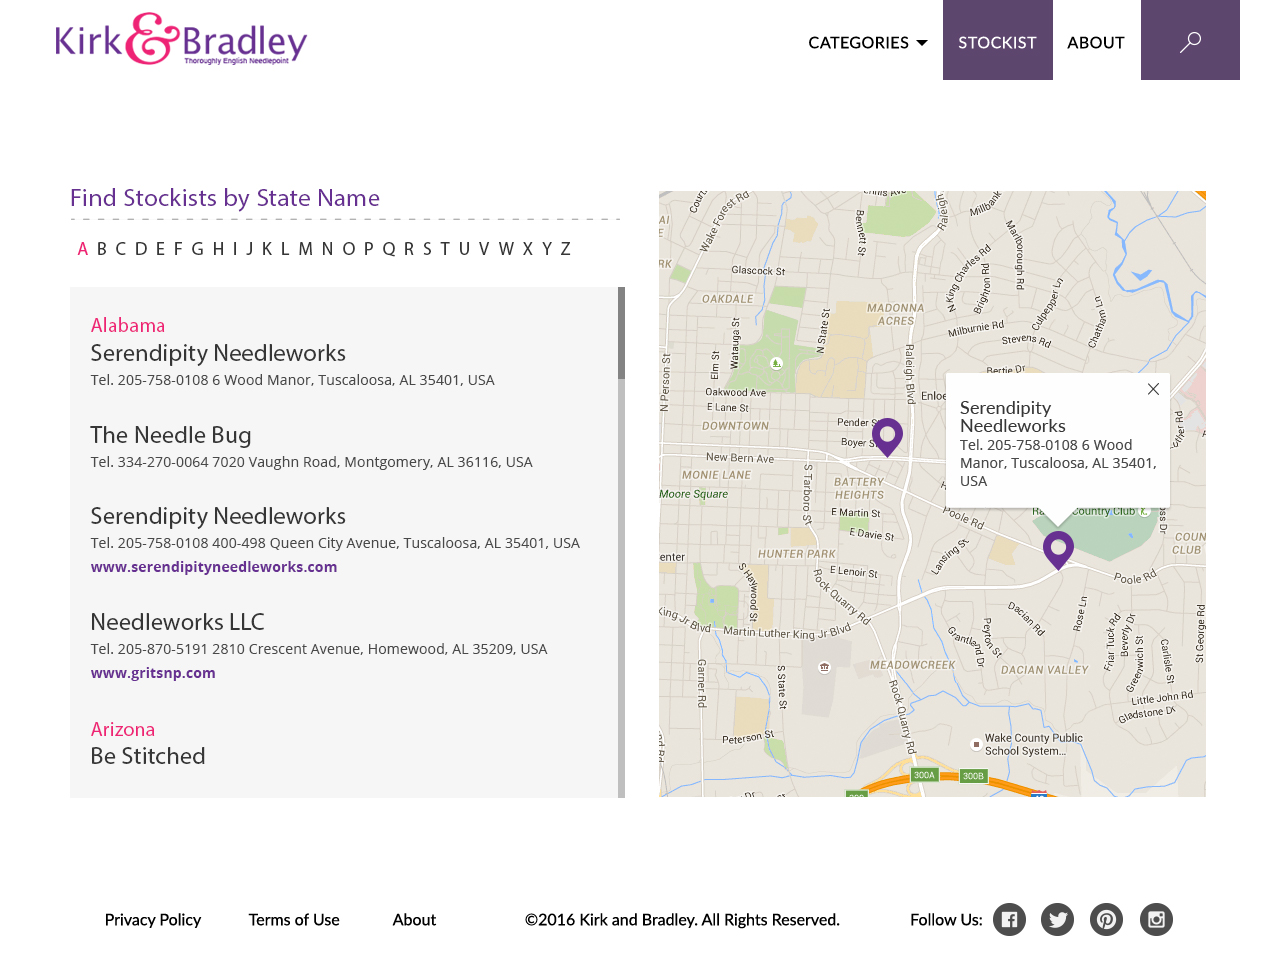 Kirk & Bradley
Thoroughly English Needlepoint
CATEGORIES
STOCKIST
ABOUT
Find Stockists by State Name
A B C D E F G H I J K L M N O P Q R S T U V W X Y Z
Alabama
Serendipity Needleworks
Tel. 205-758-0108 6 Wood Manor, Tuscaloosa, AL 35401, USA
The Needle Bug
Tel. 334-270-0064 7020 Vaughn Road, Montgomery, AL 36116, USA
Serendipity Needleworks
Tel. 205-758-0108 400-498 Queen City Avenue, Tuscaloosa, AL 35401, USA
www.serendipityneedleworks.com
Needleworks LLC
Tel. 205-870-5191 2810 Crescent Avenue, Homewood, AL 35209, USA
www.gritsnp.com
Arizona
Be Stitched
Court
Wake Forest Rd
Bennett St
Raleigh
Millbank
Marlborough Rd
N King Charles Rd
Brighton Rd
Glascock St
OAKDALE
MADONNA
ACRES
Culpepper Ln
Chatham Ln
N State St
Watauga St
Elm St
N Person St
Milburnie Rd
Stevens Rd
Raleigh Blvd
Bertie Dr
Oakwood Ave
E Lane St
Enloe
DOWNTOWN
Pender St
Boyer St
New Bern Ave
MONIE LANE
BATTERY
HEIGHTS
Moore Square
S Tarboro St
Serendipity
Needleworks
Tel. 205-758-0108 6 Wood
Manor, Tuscaloosa, AL 35401,
USA
Country Club
E Martin St
Poole Rd
E Davie St
Lansing St
COUN
CLUB
HUNTER PARK
enter
E Lenoir St
S Haywood St
Rock Quarry Rd
Poole Rd
King Jr Blvd
Martin Luther King Jr Blvd
Dacian Rd
Rose Ln
Peyton St
Grantland Dr
Friar Tuck Rd
Beverly Dr
Greenwich St
Carlisle St
St George Rd
MEADOWCREEK
DACIAN VALLEY
Garner Rd
S State St
Rock Quarry Rd
Little John Rd
Gladstone Dr
Peterson St
Wake County Public
School System...
300A
300B
Privacy Policy
Terms of Use
About
©2016 Kirk and Bradley. All Rights Reserved.
Follow Us: